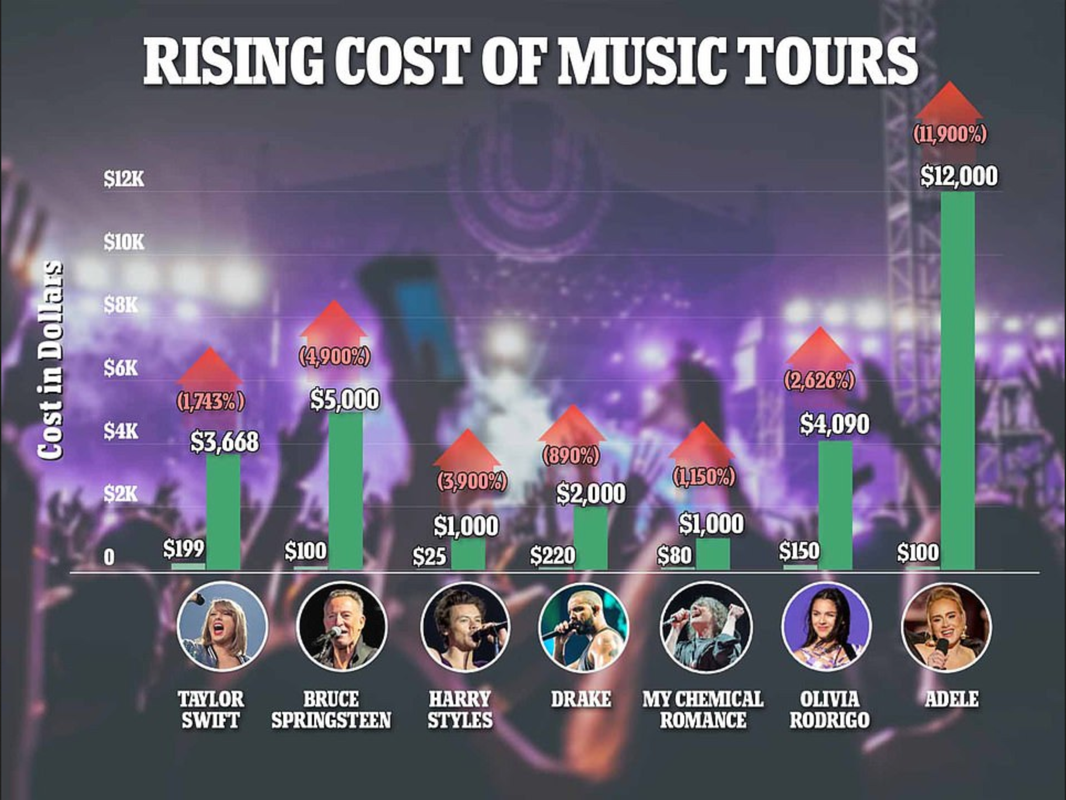 RISING COST OF MUSIC TOURS
Cost in Dollars
$12K
$10K
$8K
$6K
$4K
$2K
0
(1,743%)
$3,668
$199
(4,900%)
$5,000
$100
(3,900%)
$1,000
$25
(890%)
$2,000
$220
(1,150%)
$1,000
$80
(2,626%)
$4,090
$150
(11,900%)
$12,000
$100
TAYLOR
SWIFT
BRUCE
SPRINGSTEEN
HARRY
STYLES
DRAKE
MY CHEMICAL
ROMANCE
OLIVIA
RODRIGO
ADELE